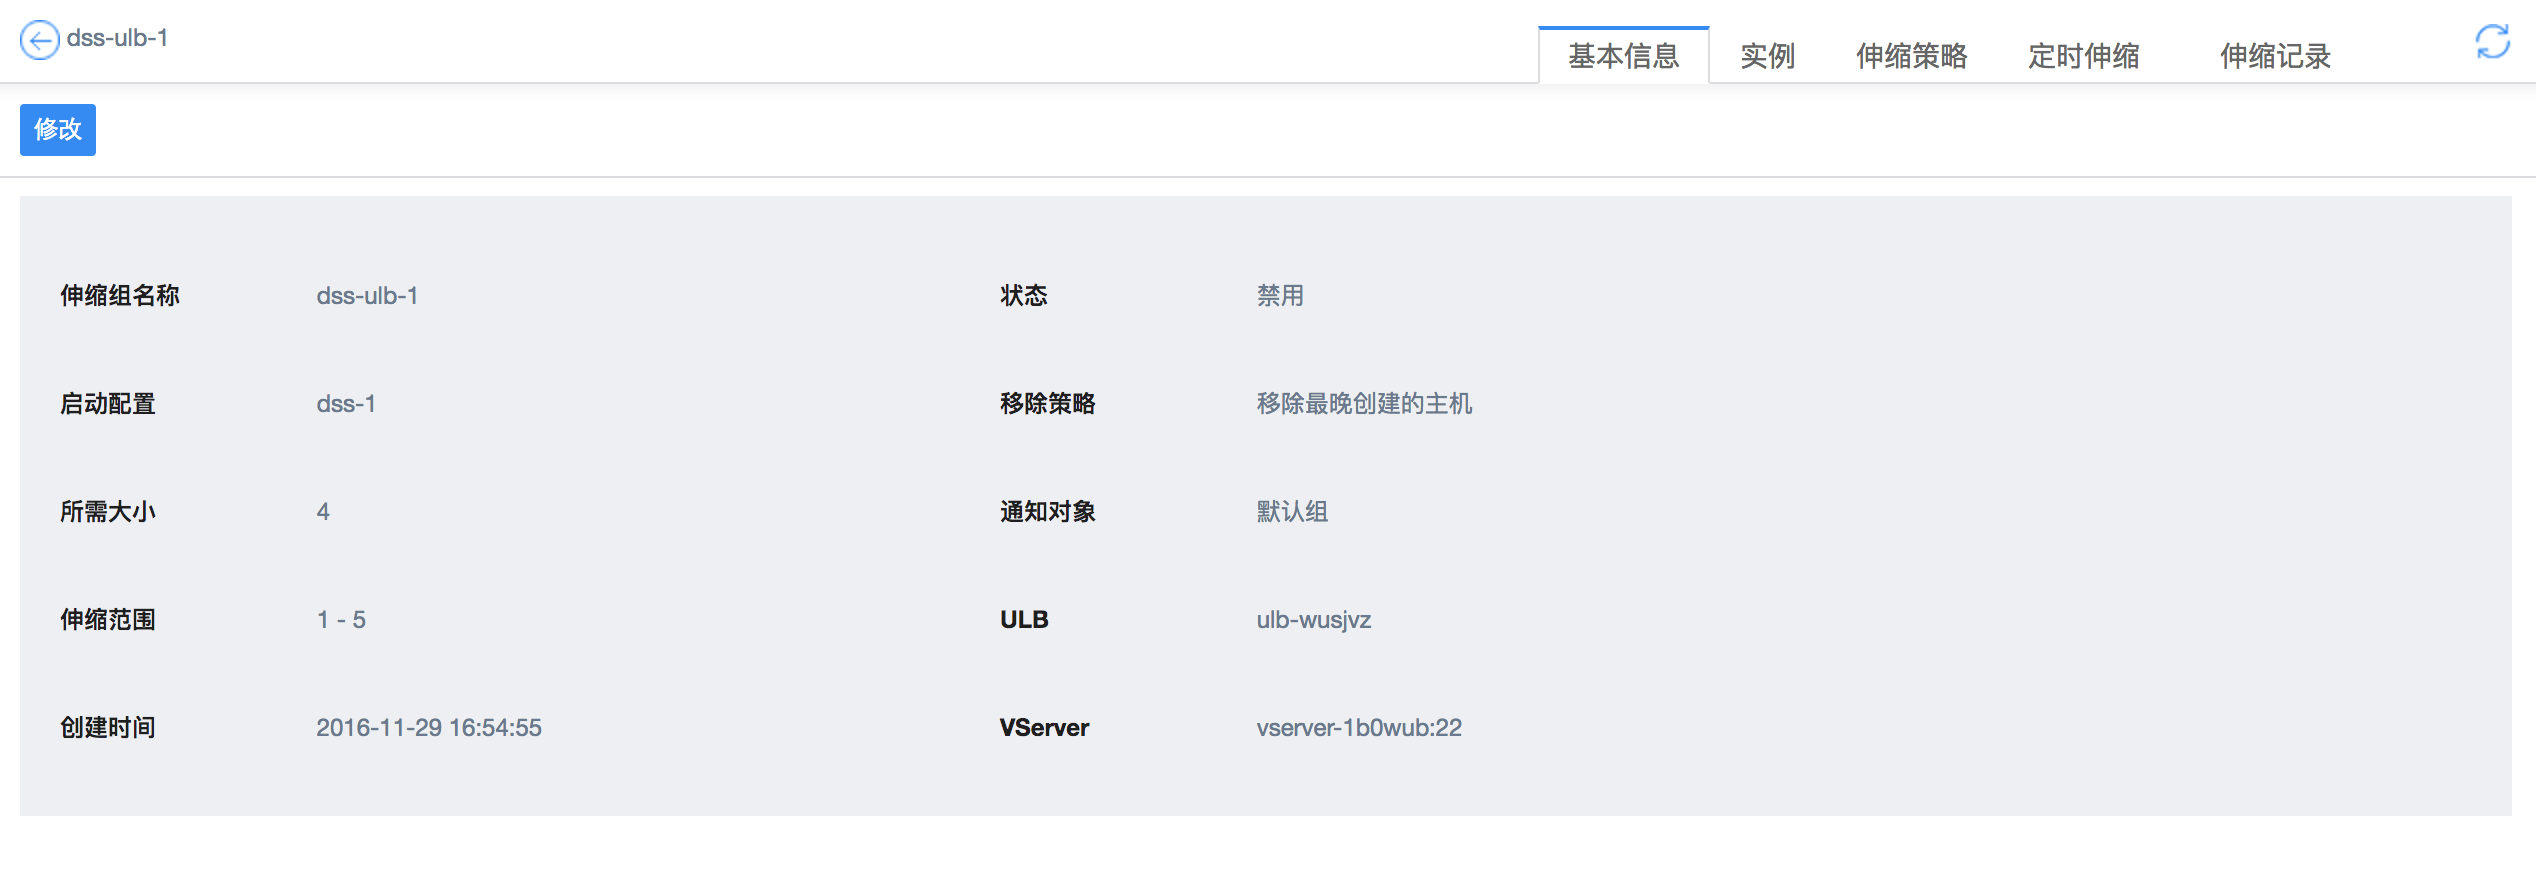 dss-ulb-1
基本信息 实例 伸缩策略 定时伸缩 伸缩记录
修改
伸缩组名称 dss-ulb-1 状态 禁用
启动配置 dss-1 移除策略 移除最晚创建的主机
所需大小 4 通知对象 默认组
伸缩范围 1 - 5 ULB ulb-wusjvz
创建时间 2016-11-29 16:54:55 VServer vserver-1b0wub:22